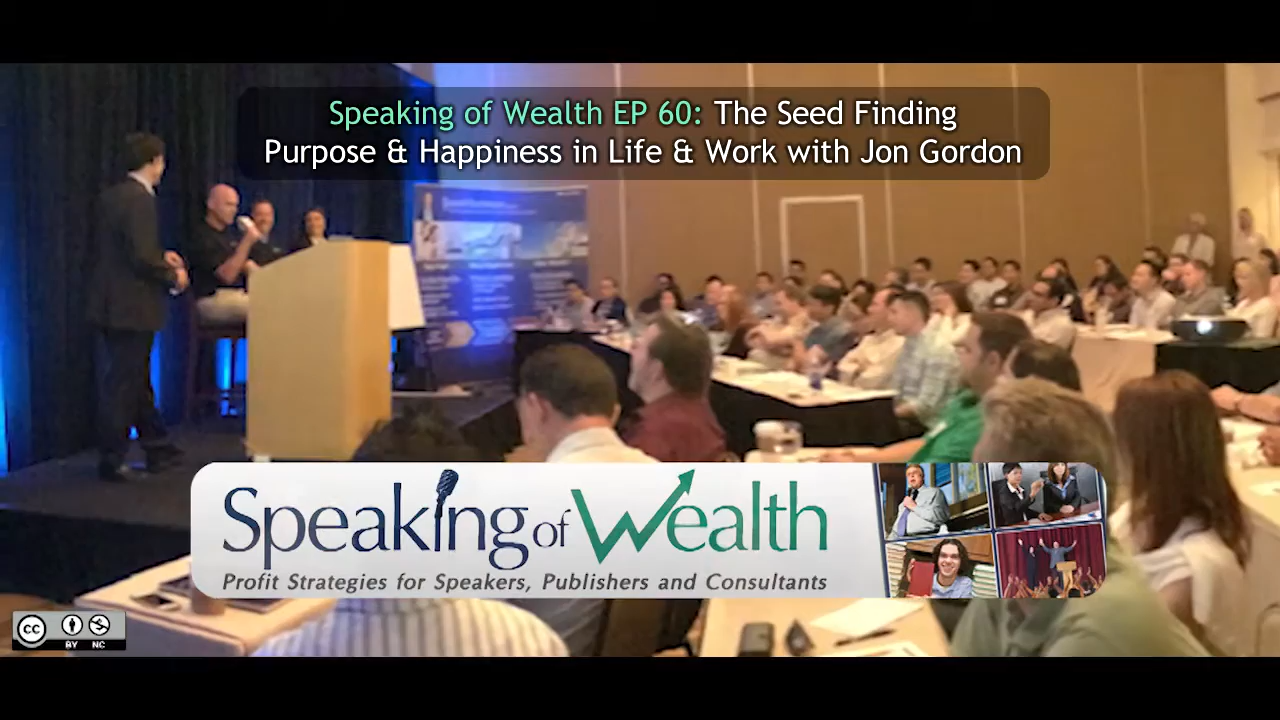 Speaking of Wealth EP 60: The Seed Finding
Purpose & Happiness in Life & Work with Jon Gordon
Speaking of Wealth
Profit Strategies for Speakers, Publishers and Consultants
cc
BY NC